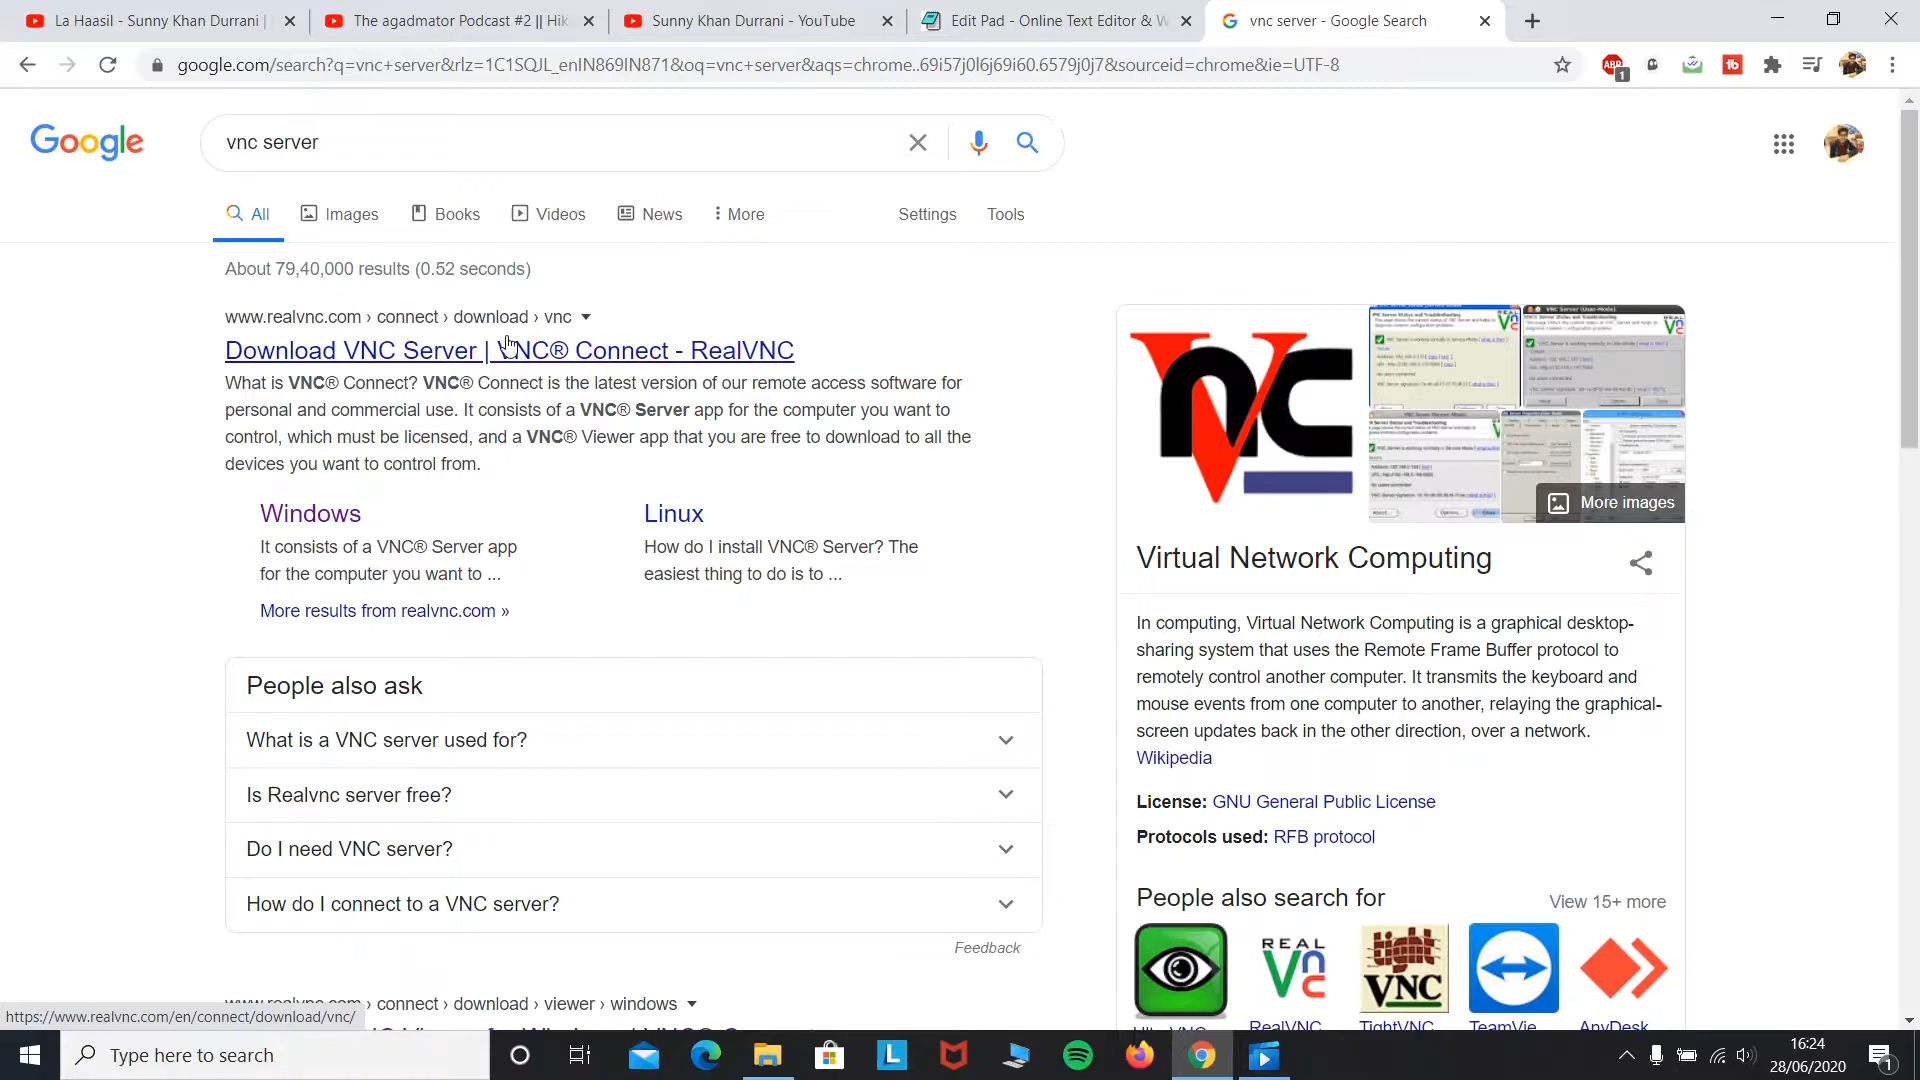 La Haasil - Sunny Khan Durrani |
The agadmator Podcast #2 || Hik
Sunny Khan Durrani - YouTube
Edit Pad - Online Text Editor & W
vnc server - Google Search
google.com/search?q=vnc+server&rlz=1C1SQJL_enIN869IN871&oq=vnc+server&aqs=chrome..69i57j0l6j69i60.6579j0j7&sourceid=chrome&ie=UTF-8
ABP
1
Google
vnc server
All
Images
Books
Videos
News
More
Settings
Tools
About 79,40,000 results (0.52 seconds)
www.realvnc.com › connect › download › vnc
Download VNC Server | VNC® Connect - RealVNC
What is VNC® Connect? VNC® Connect is the latest version of our remote access software for
personal and commercial use. It consists of a VNC® Server app for the computer you want to
control, which must be licensed, and a VNC® Viewer app that you are free to download to all the
devices you want to control from.
Windows
It consists of a VNC® Server app
for the computer you want to ...
Linux
How do I install VNC® Server? The
easiest thing to do is to ...
More results from realvnc.com »
People also ask
What is a VNC server used for?
Is Realvnc server free?
Do I need VNC server?
How do I connect to a VNC server?
Feedback
www.realvnc.com › connect › download › viewer › windows
https://www.realvnc.com/en/connect/download/vnc/
VNC
More images
Virtual Network Computing
In computing, Virtual Network Computing is a graphical desktop-
sharing system that uses the Remote Frame Buffer protocol to
remotely control another computer. It transmits the keyboard and
mouse events from one computer to another, relaying the graphical-
screen updates back in the other direction, over a network.
Wikipedia
License: GNU General Public License
Protocols used: RFB protocol
People also search for
View 15+ more
REAL
VNC
tight
VNC
RealVNC
TightVNC
TeamVie
AnyDesk
Type here to search
L
16:24
28/06/2020
1